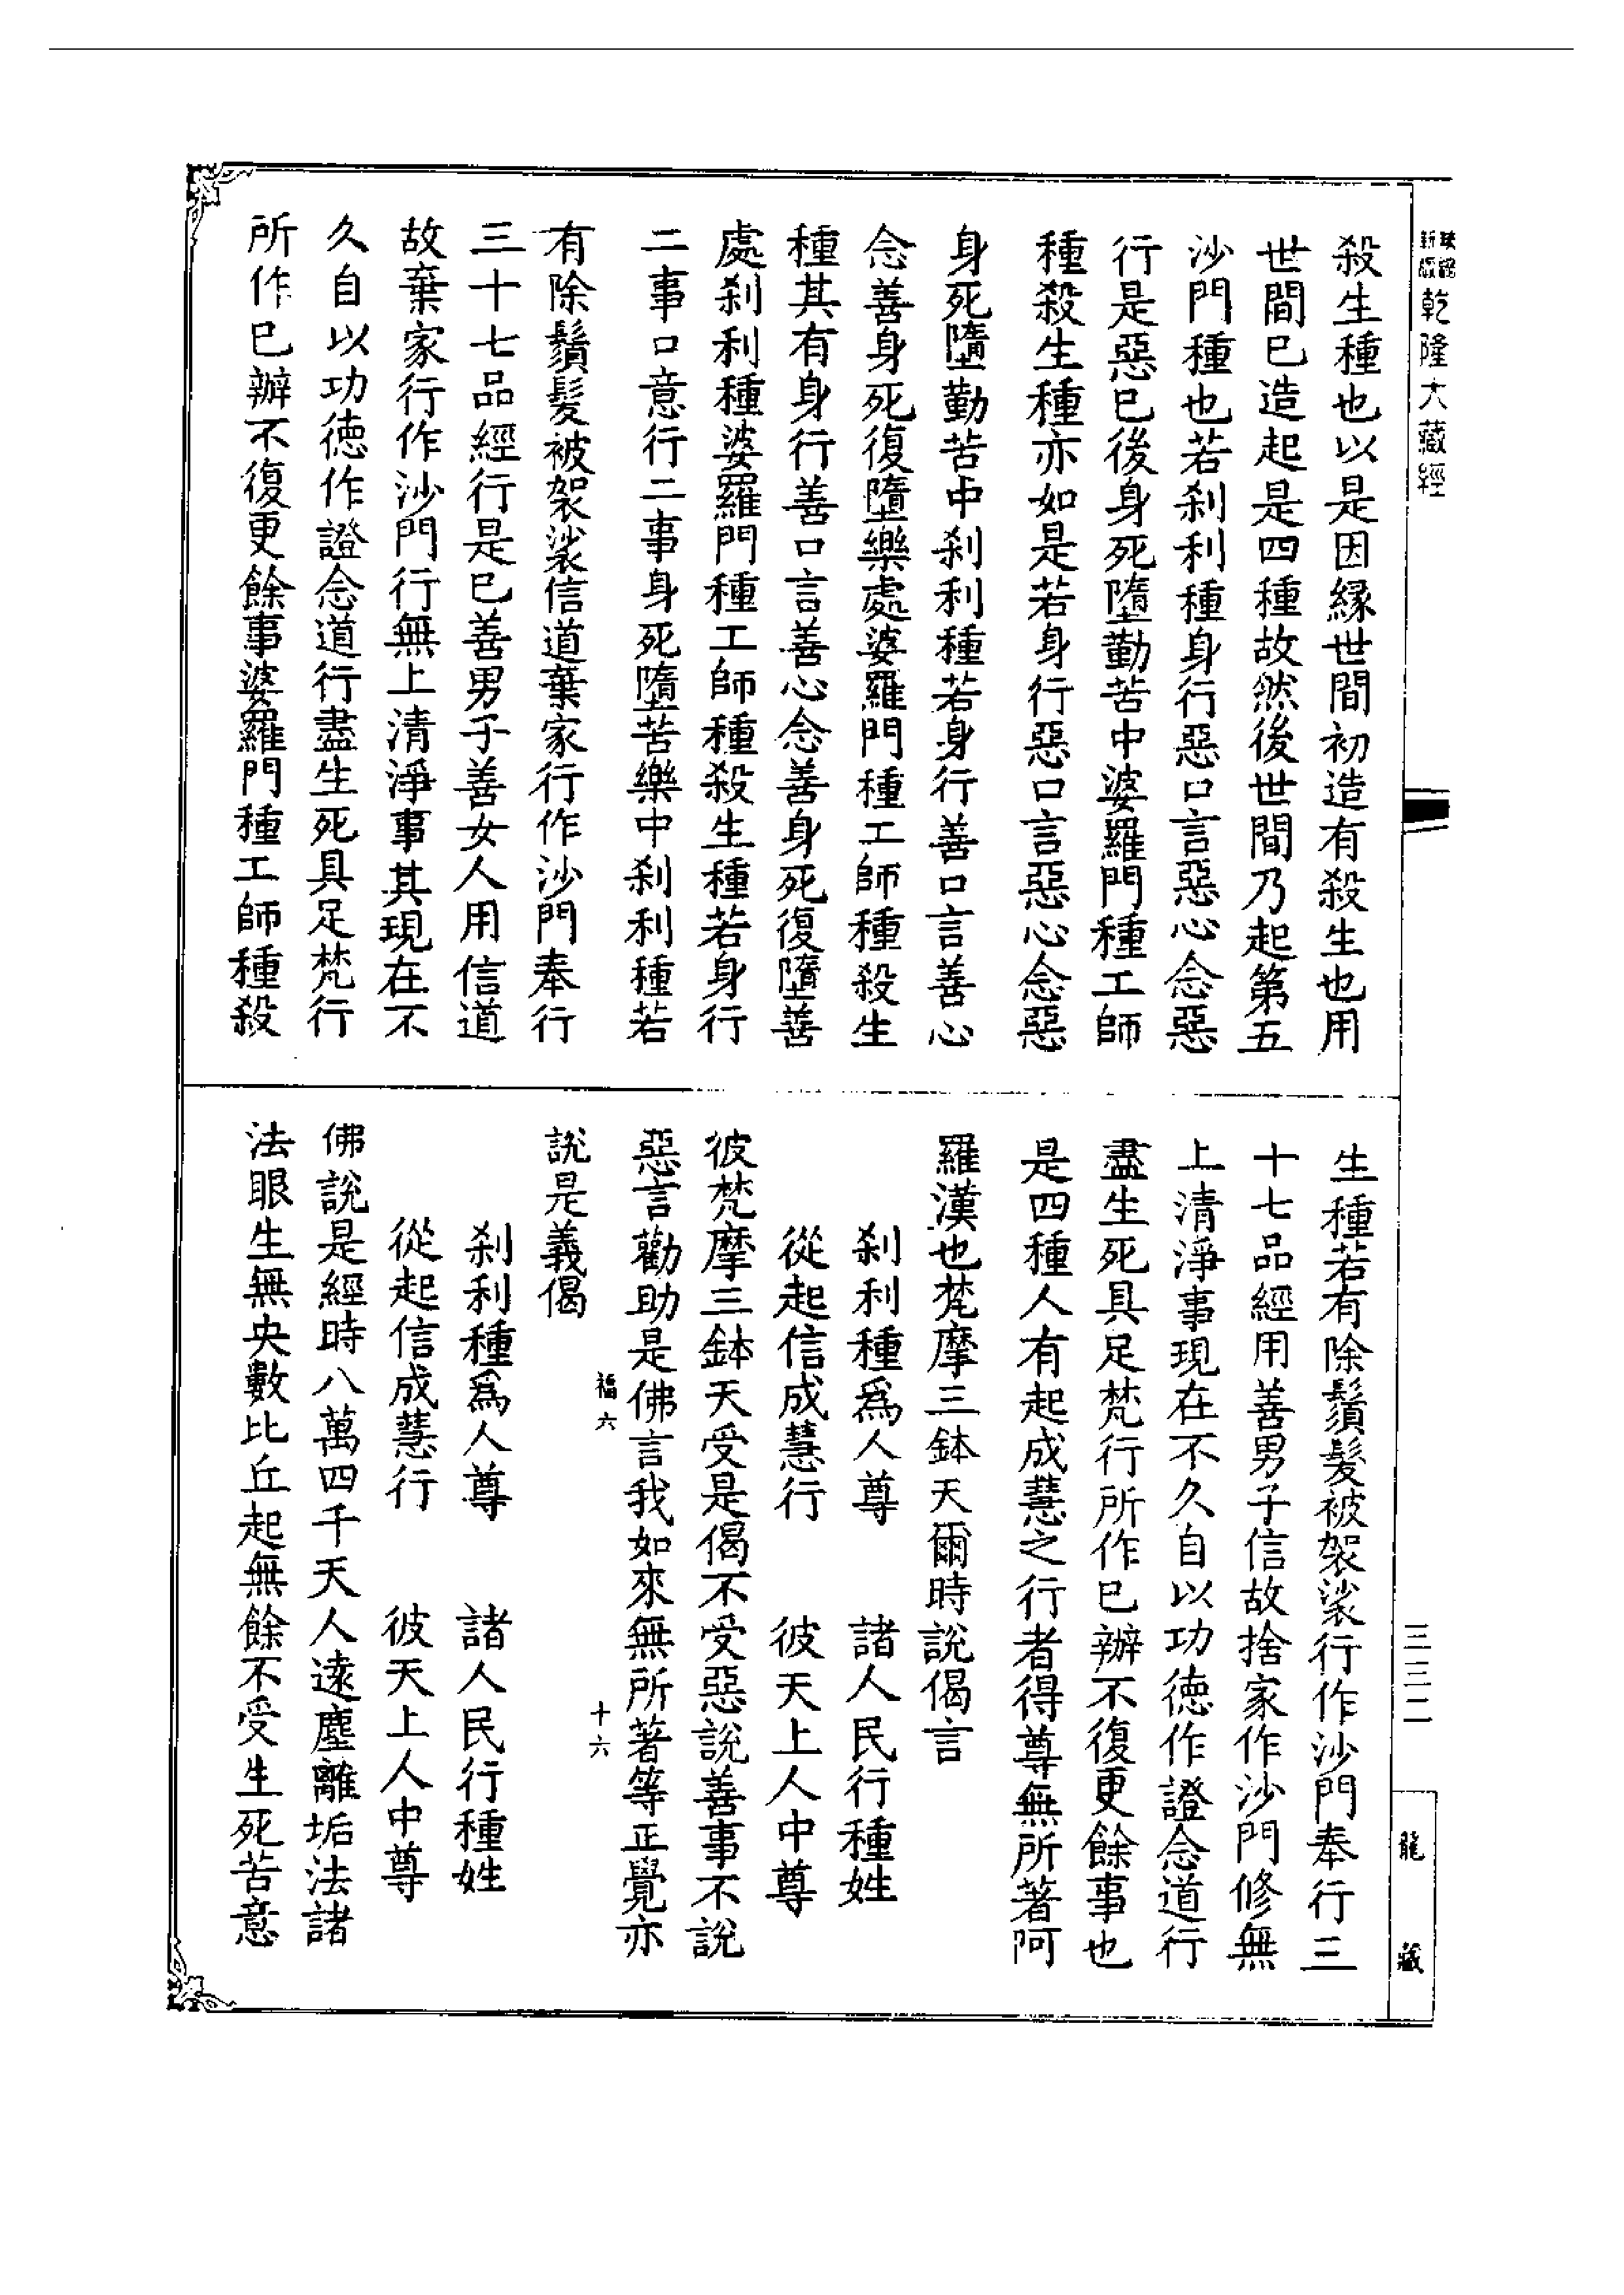 乾隆大藏經
殺生種也以是因緣世間初造有殺生也用
世間已造起是四種故然後世間乃起第五
沙門種也若刹利種身行惡口言惡心念惡
行是惡已後身死墮勤苦中婆羅門種工師
種殺生種亦如是若身行惡口言惡心念惡
身死墮勤苦中刹利種若身行善口言善心
念善身死復墮樂處婆羅門種工師種殺生
種其有身行善口言善心念善身死復墮善
處刹利種婆羅門種工師種殺生種若身行
二事口意行二事身死墮苦樂中刹利種若
有除鬚髮被袈裟信道棄家行作沙門奉行
三十七品經行是已善男子善女人用信道
故棄家行作沙門行無上清淨事其現在不
久自以功德作證念道行盡生死具足梵行
所作已辦不復更餘事婆羅門種工師種殺
生種若有除鬚髮被袈裟行作沙門奉行三
十七品經用善男子信故捨家作沙門修無
上清淨事現在不久自以功德作證念道行
盡生死具足梵行所作已辦不復更餘事也
是四種人有起成慧之行者得尊無所著阿
羅漢也梵摩三鉢天爾時說偈言
刹利種爲人尊　諸人民行種姓
從起信成慧行　彼天上人中尊
彼梵摩三鉢天受是偈不受惡說善事不說
惡言勸助是佛言我如來無所著等正覺亦
福六　十六
說是義偈
刹利種爲人尊　諸人民行種姓
從起信成慧行　彼天上人中尊
佛說是經時八萬四千天人遠塵離垢法諸
法眼生無央數比丘起無餘不受生死苦意
三三二
龍藏